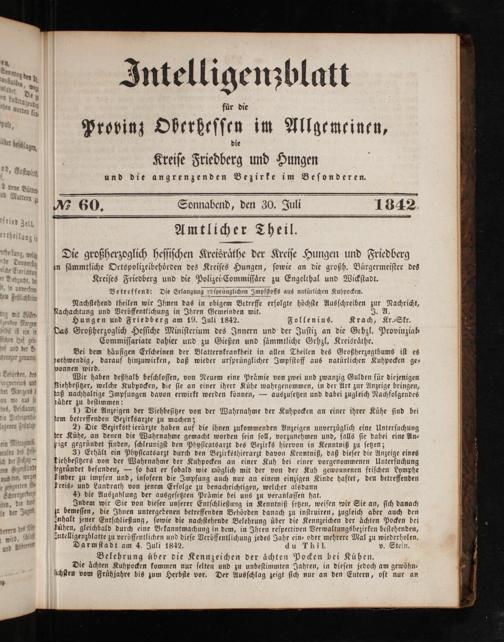 Intelligenzblatt
für die
Provinz Oberhessen im Allgemeinen,
die
Kreise Friedberg und Hungen
und die angrenzenden Bezirke im Besonderen.
№ 60. Sonnabend, den 30. Juli 1842
Amtlicher Theil.
Die großherzoglich hessischen Kreisräthe der Kreise Hungen und Friedberg
an sämmtliche Ortspolizeibehörden des Kreises Hungen, sowie an die großh. Bürgermeister des
Kreises Friedberg und die Polizei-Commissäre zu Engelthal und Wickstadt.
Betreffend: Die Erlangung ursprünglichen Impfstoffs aus natürlichen Kuhpocken.
Nachstehend theilen wir Ihnen das in obigem Betreffe erfolgte höchste Ausschreiben zur Nachricht,
Nachachtung und Veröffentlichung in Ihren Gemeinden mit. J. A.
Hungen und Friedberg am 19. Juli 1842. Follenius. Krach, Kr.-Skr.
Das Großherzoglich Hessiche Ministerium des Innern und der Justiz an die Gehzl. Provinzial-
Commissariate dahier und zu Gießen und sämmtliche Gehzl. Kreisräthe.
Bei dem häufigen Erscheinen der Blatternkrankheit in allen Theilen des Großherzogthums ist es
nothwendig, darauf hinzuwirken, daß wieder ursprünglicher Impfstoff aus natürlichen Kuhpocken ge-
wonnen wird.
Wir haben deßhalb beschlossen, von Neuem eine Prämie von zwei und zwanzig Gulden für diejenigen
Viehbesitzer, welche Kuhpocken, die sie an einer ihrer Kühe wahrgenommen, in der Art zur Anzeige bringen,
daß nachhaltige Impfungen davon erwirkt werden können, — auszusetzen und dabei zugleich Nachfolgendes
näher zu bestimmen:
1) Die Anzeigen der Viehbesitzer von der Wahrnahme der Kuhpocken an einer ihrer Kühe sind bei
dem betreffenden Bezirksarzte zu machen;
2) Die Bezirksthierärzte haben auf die ihnen zukommenden Anzeigen unverzüglich eine Untersuchung
der Kühe, an denen die Wahrnahme gemacht worden sein soll, vorzunehmen und, falls sie dabei eine An-
zeige gegründet finden, schleunigst den Physicatsarzt des Bezirks hiervon in Kenntniß zu setzen;
3) Erhält ein Physicatsarzt durch den Bezirksthierarzt davon Kenntniß, daß dieser die Anzeige eines
Viehbesitzers von der Wahrnahme der Kuhpocken an einer Kuh bei einer vorgenommenen Untersuchung
begründet befunden, — so hat er sobald wie möglich mit der von der Kuh gewonnenen frischen Lymphe
Kinder zu impfen und, insofern die Impfung auch nur an einem einzigen Kinde haftet, den betreffenden
Kreis- und Landrath von jenem Erfolge zu benachrichtigen, welcher alsdann
4) die Auszahlung der ausgesetzten Prämie bei uns zu veranlassen hat.
Indem wir Sie von dieser unserer Entschließung in Kenntniß setzen, weisen wir Sie an, sich danach
zu bemessen, die Ihnen untergebenen betreffenden Behörden danach zu instruiren, zugleich aber auch den
Inhalt jener Entschließung, sowie die nachstehende Belehrung über die Kennzeichen der ächten Pocken bei
Kühen, gleichbald durch eine Bekanntmachung in dem, in Ihren respectiven Verwaltungsbezirken bestehenden,
Intelligenzblatte zu veröffentlichen und diese Veröffentlichung jedes Jahr ein- oder mehrere Mal zu wiederholen.
Darmstadt am 4. Juli 1842. du Thil. v. Stein.
Belehrung über die Kennzeichen der ächten Pocken bei Kühen.
Die ächten Kuhpocken kommen nur selten und zu unbestimmten Jahren, in diesen jedoch am gewöhn-
lichsten vom Frühjahre bis zum Herbste vor. Der Ausschlag zeigt sich nur an den Eutern, oft nur an